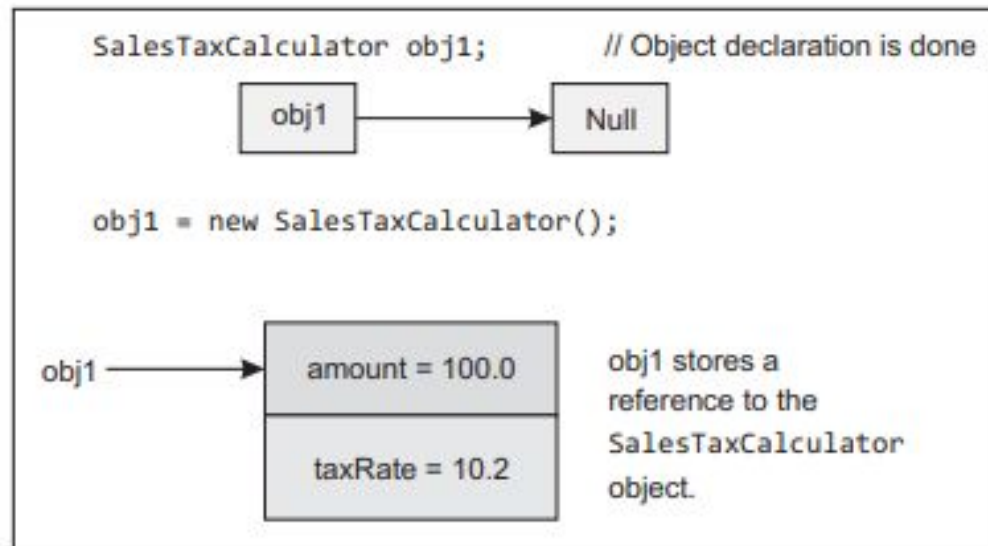 SalesTaxCalculator obj1; // Object declaration is done
obj1 Null
obj1 = new SalesTaxCalculator();
obj1
amount = 100.0
taxRate = 10.2
obj1 stores a
reference to the
SalesTaxCalculator
object.